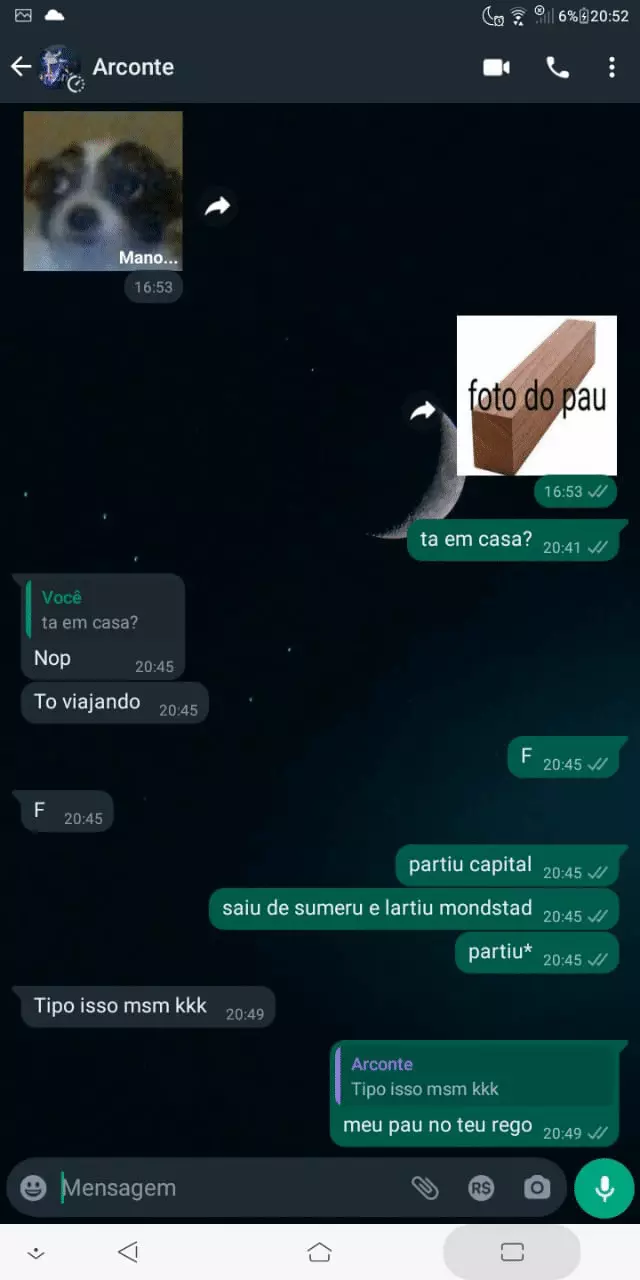 6% 20:52
Arconte
Mano...
16:53
foto do pau
16:53
ta em casa? 20:41
Você
ta em casa?
Nop 20:45
To viajando 20:45
F 20:45
F 20:45
partiu capital 20:45
saiu de sumeru e lartiu mondstad 20:45
partiu* 20:45
Tipo isso msm kkk 20:49
Arconte
Tipo isso msm kkk
meu pau no teu rego 20:49
Mensagem R$